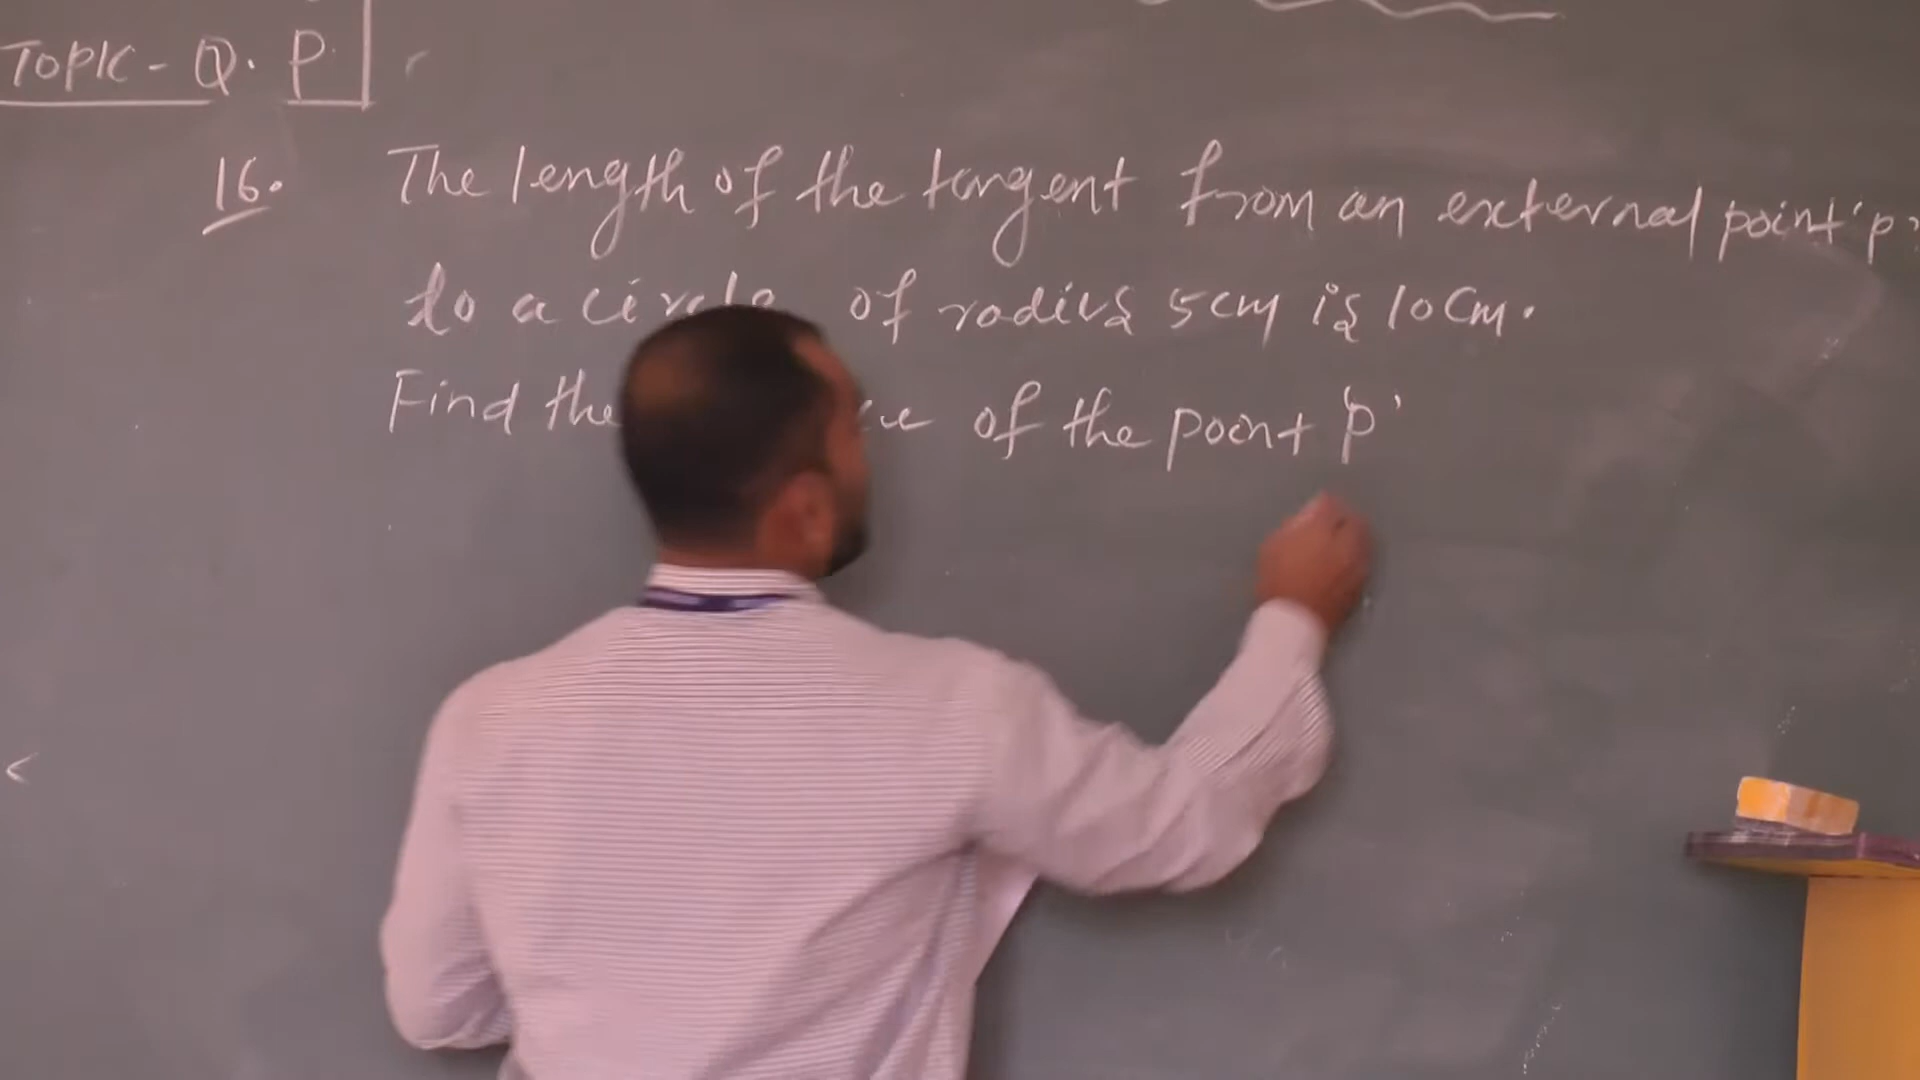 TOPIC - Q. P.
16. The length of the tangent from an external point 'p'
to a circle of radius 5cm is 10cm.
Find the of the point 'p'